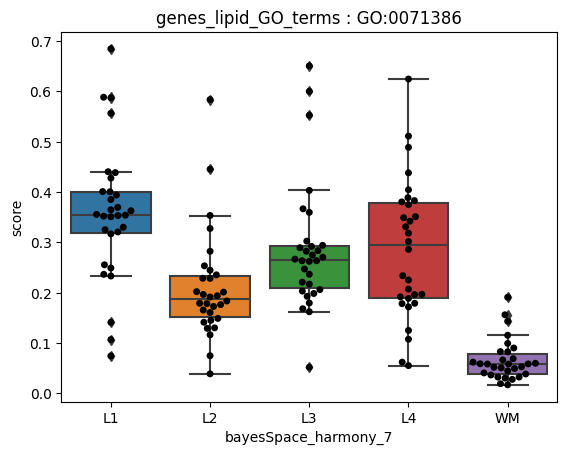 genes_lipid_GO_terms : GO:0071386
0.7
0.6
0.5
0.4
0.3
0.2
0.1
0.0
score
L1 L2 L3 L4 WM
bayesSpace_harmony_7